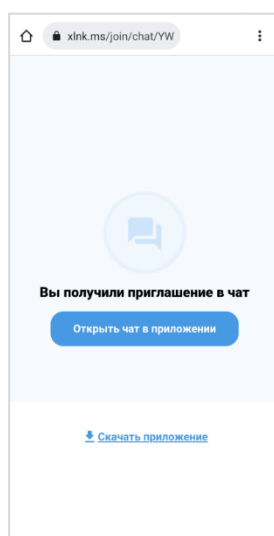 xlnk.ms/join/chat/YW
Вы получили приглашение в чат
Открыть чат в приложении
Скачать приложение